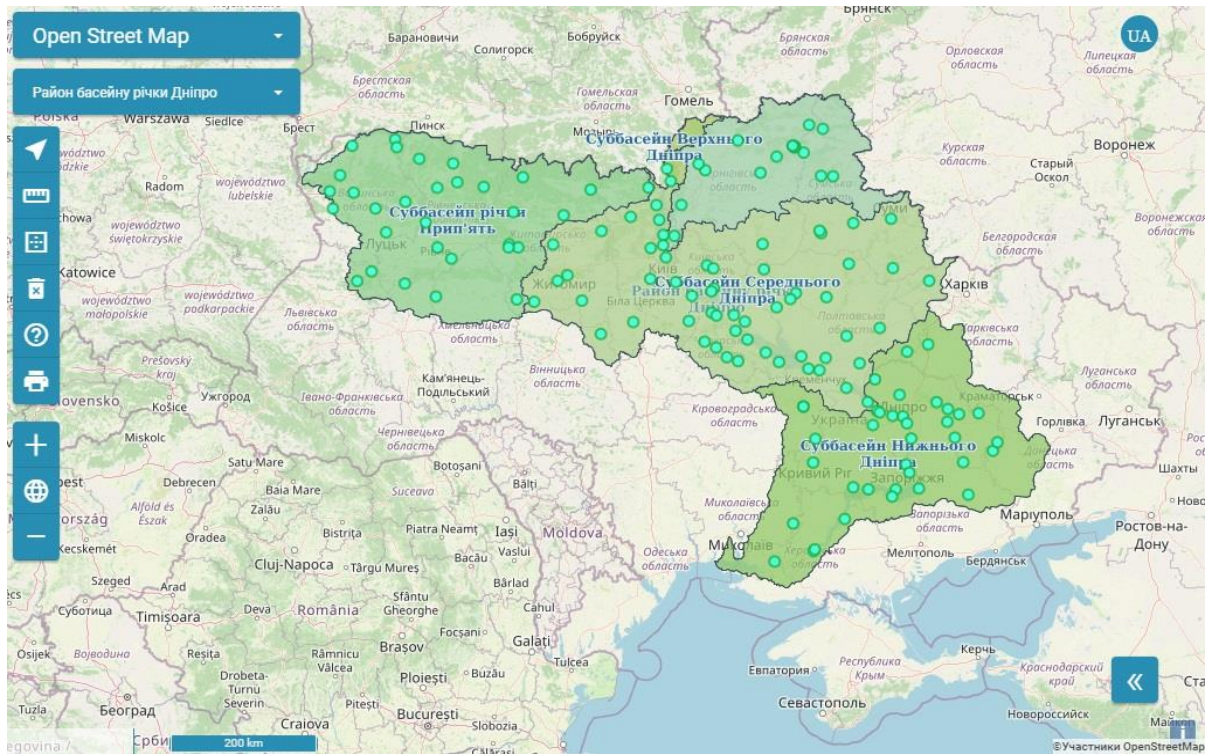 Open Street Map
UA
Район басейну річки Дніпро
Брянск
Барановичи
Солигорск
Бобруйск
Брянская
область
Орловская
область
Липецкая
область
Брестская
область
Гомельская
область
Гомель
Polska
Warszawa
Siedlce
Брест
Пинск
Мозырь
Суббасейн Верхнього
Дніпра
Курская
область
Воронеж
Старый
Оскол
Radom
województwo
lubelskie
Суббасейн річки
Прип'ять
Луцьк
Суми
Воронежская
область
województwo
świętokrzyskie
Белгородская
область
Katowice
województwo
małopolskie
województwo
podkarpackie
Львівська
область
Житомир
Київ
Біла Церква
Суббасейн Середнього
Дніпра
Район басейну річки
Дніпро
Харків
Полтавська
область
Хмельницька
область
Вінницька
область
Харківська
область
Prešovský
kraj
Slovensko
Košice
Ужгород
Івано-Франківська
область
Кам'янець-
Подільський
Кременчук
Луганська
область
Кіровоградська
область
Дніпро
Україна
Краматорськ
Горлівка
Луганськ
Чернівецька
область
Miskolc
Satu Mare
Botoșani
Суббасейн Нижнього
Дніпра
Донецька
область
Debrecen
Baia Mare
Suceava
Bălți
Кривий Ріг
Запоріжжя
Шахты
Alföld és
Észak
Zalău
Oradea
Bistrița
Piatra Neamț
Iași
Moldova
Миколаївська
область
Запорізька
область
Маріуполь
Ростов-на-
Дону
Kecskemét
Cluj-Napoca
Târgu Mureș
Bacău
Vaslui
Одеська
область
Миколаїв
Херсонська
область
Мелітополь
Бердянськ
Szeged
Arad
Bârlad
Суботица
Timișoara
Deva
România
Sfântu
Gheorghe
Cahul
Focșani
Galați
Osijek
Војводина
Reșița
Râmnicu
Vâlcea
Brașov
Tulcea
Керчь
Drobeta-
Turnu
Severin
Ploiești
Buzău
Евпатория
Республика
Крым
Краснодарский
край
Tuzla
Београд
Pitești
București
Slobozia
Севастополь
Новороссийск
Майкоп
Craiova
Călărași
200 km
©Участники OpenStreetMap